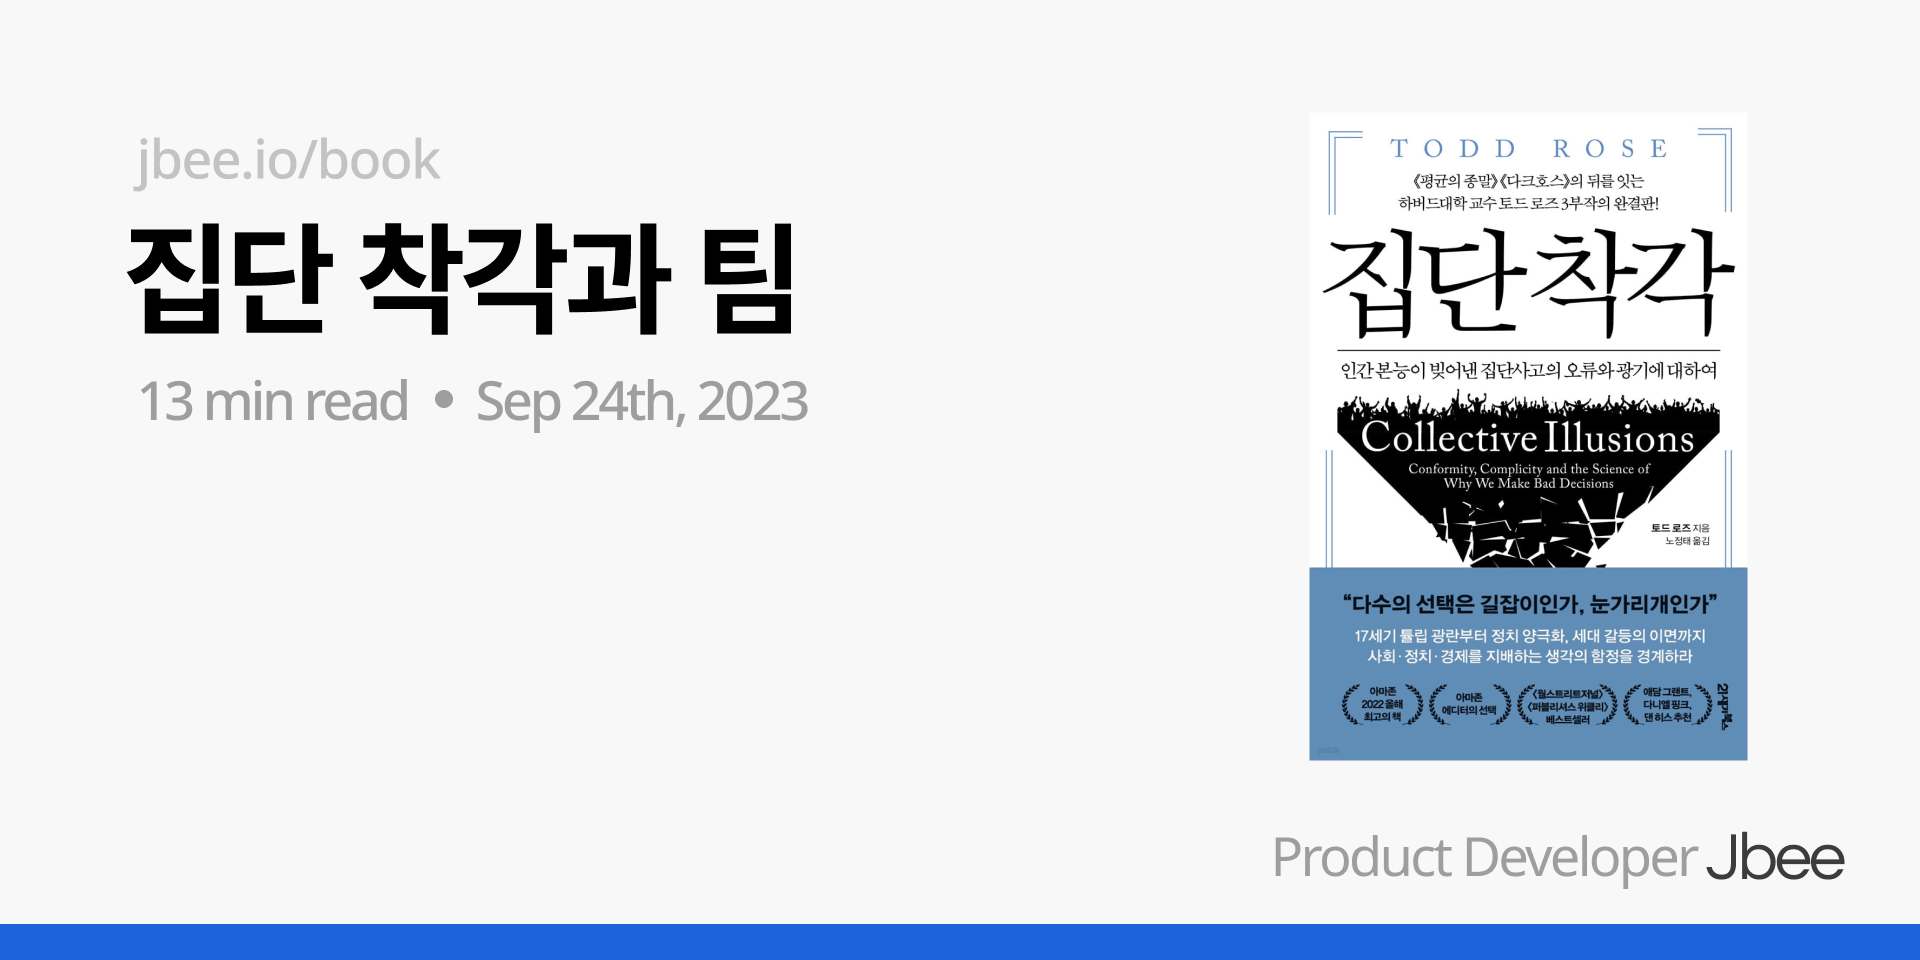 jbee.io/book
집단 착각과 팀
13 min read • Sep 24th, 2023
TODD ROSE
《평균의 종말》《다크호스》의 뒤를 잇는
하버드대학 교수 토드 로즈 3부작의 완결판!
집단 착각
인간 본능이 빚어낸 집단사고의 오류와 광기에 대하여
Collective Illusions
Conformity, Complicity and the Science of
Why We Make Bad Decisions
토드 로즈 지음
노정태 옮김
“다수의 선택은 길잡이인가, 눈가리개인가”
17세기 튤립 광란부터 정치 양극화, 세대 갈등의 이면까지
사회·정치·경제를 지배하는 생각의 함정을 경계하라
아마존
2022 올해
최고의 책
아마존
에디터의 선택
〈월스트리트저널〉
〈퍼블리셔스 위클리〉
베스트셀러
애덤 그랜트,
다니엘 핑크,
댄 히스 추천
21세기북스
Product Developer Jbee